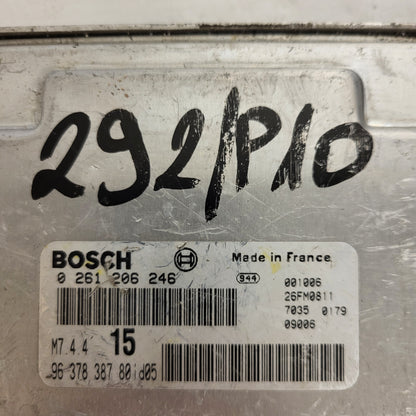 292/P10
BOSCH Made in France
0 261 206 246 944 001006
26FM0811
7035 0179
09006
M7.4.4 15
96 378 387 80 id05